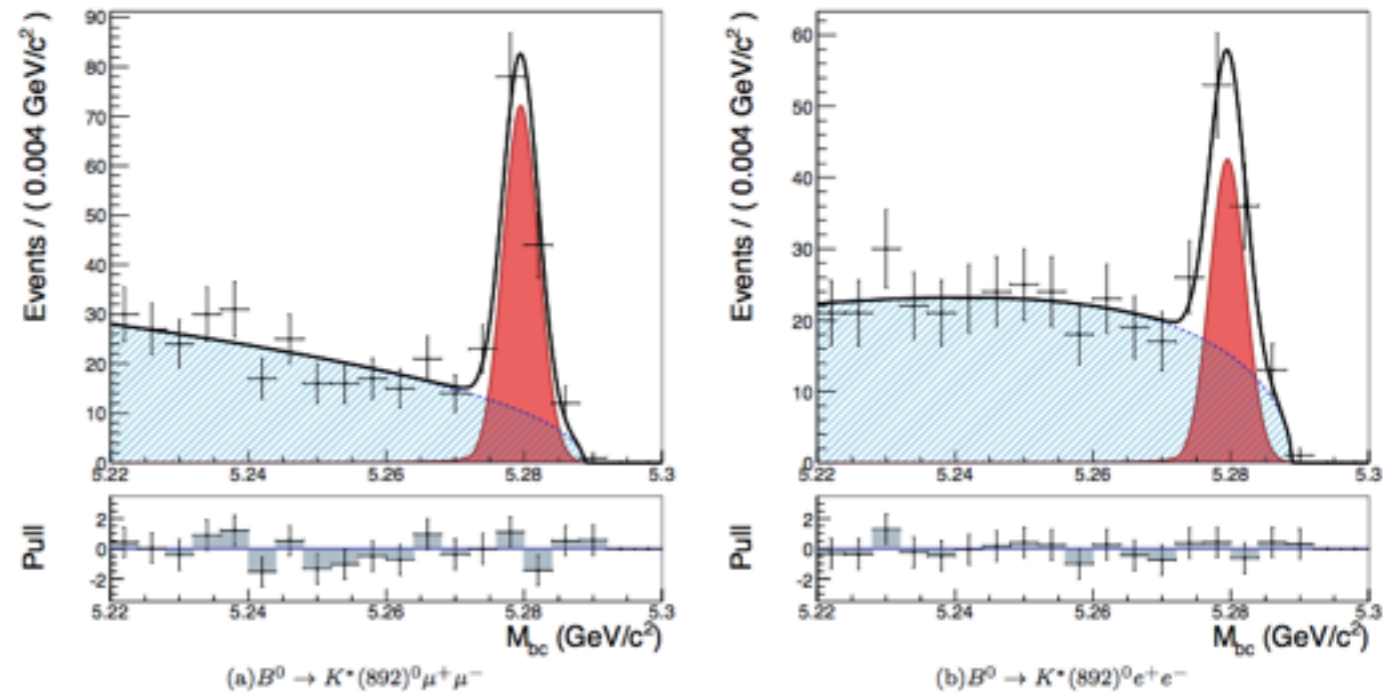 Events / ( 0.004 GeV/c² )
90
80
70
60
50
40
30
20
10
0
5.22 5.24 5.26 5.28 5.3
Pull
2
0
-2
5.22 5.24 5.26 5.28 5.3
M_bc (GeV/c²)
(a)B⁰ → K*(892)⁰μ⁺μ⁻
Events / ( 0.004 GeV/c² )
60
50
40
30
20
10
0
5.22 5.24 5.26 5.28 5.3
Pull
2
0
-2
5.22 5.24 5.26 5.28 5.3
M_bc (GeV/c²)
(b)B⁰ → K*(892)⁰e⁺e⁻